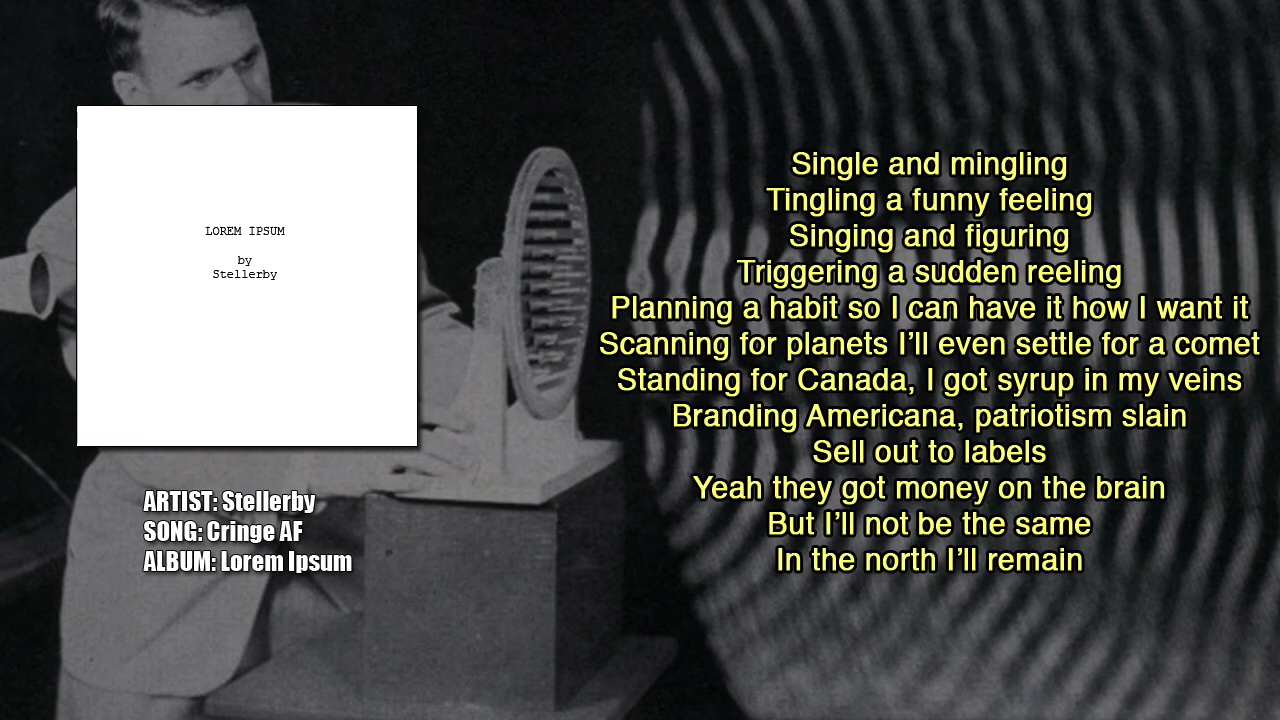 LOREM IPSUM
by
Stellerby
ARTIST: Stellerby
SONG: Cringe AF
ALBUM: Lorem Ipsum
Single and mingling
Tingling a funny feeling
Singing and figuring
Triggering a sudden reeling
Planning a habit so I can have it how I want it
Scanning for planets I’ll even settle for a comet
Standing for Canada, I got syrup in my veins
Branding Americana, patriotism slain
Sell out to labels
Yeah they got money on the brain
But I’ll not be the same
In the north I’ll remain